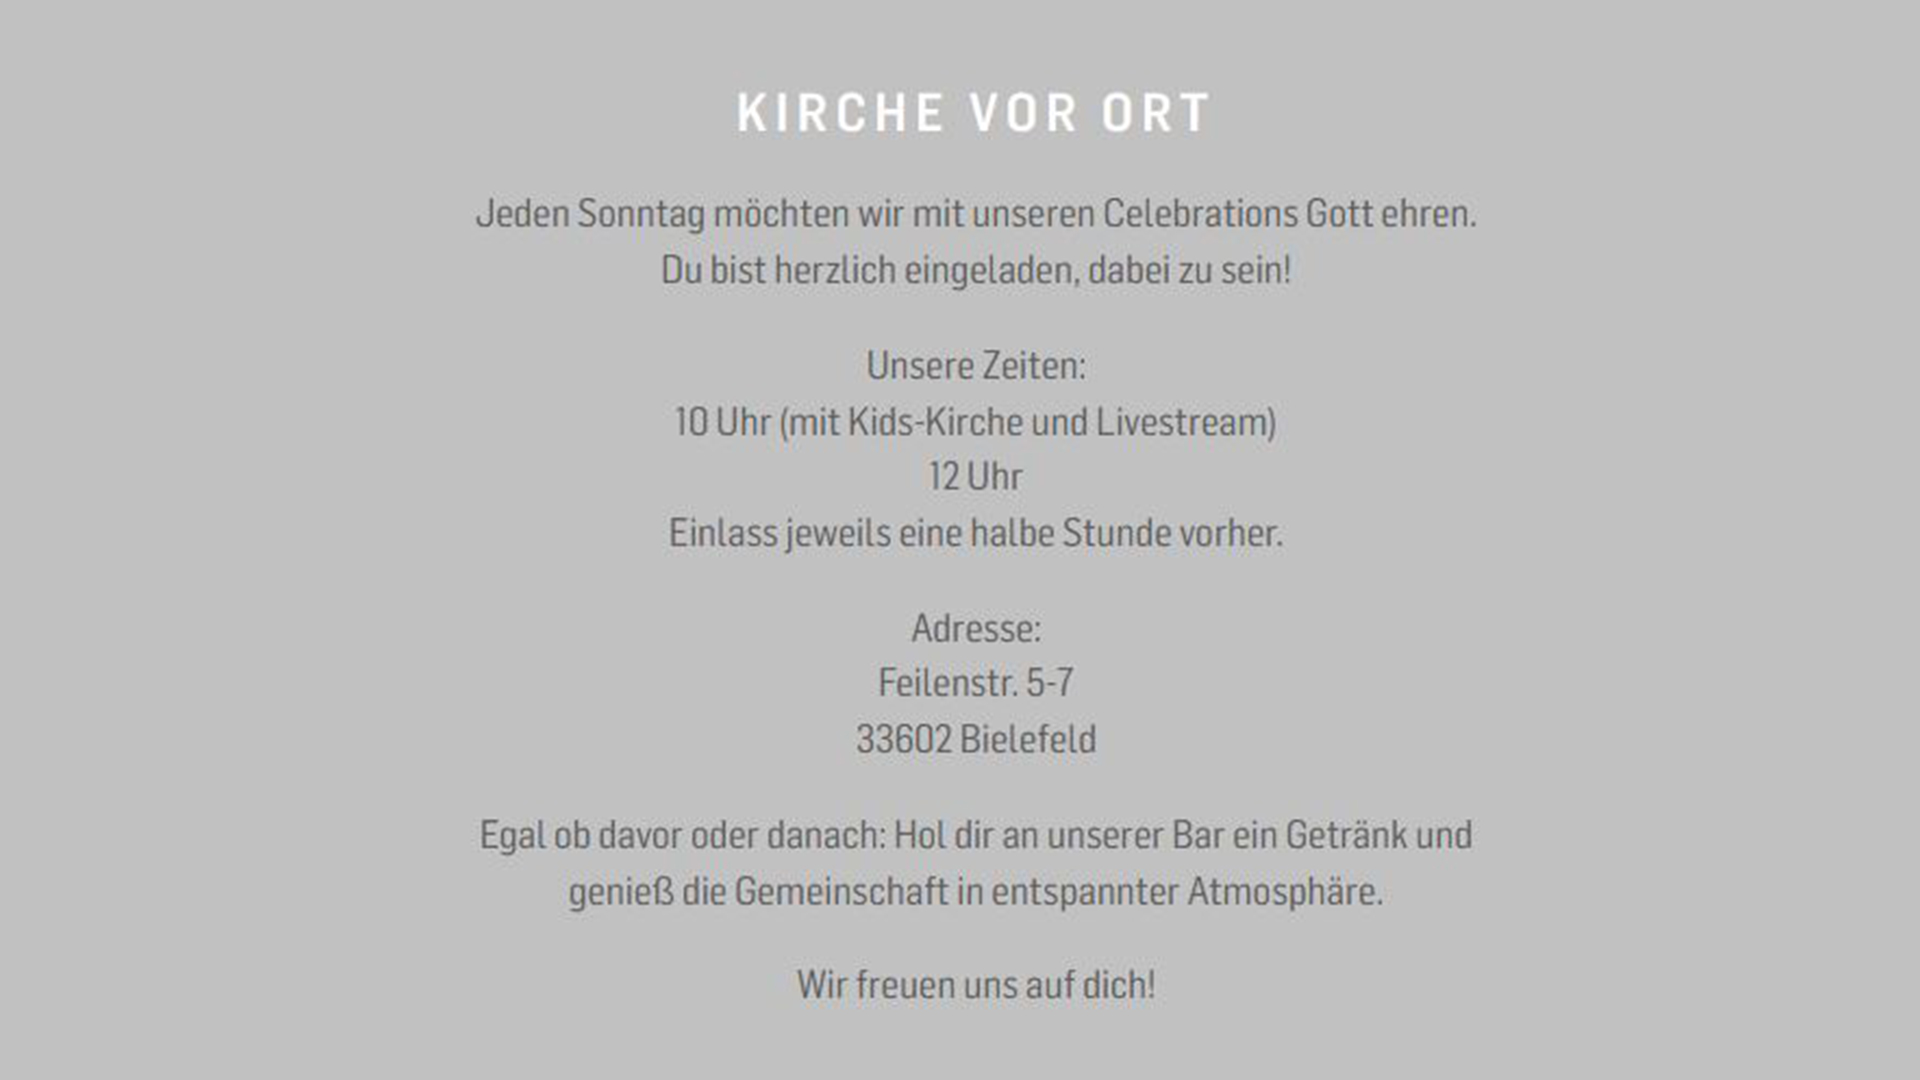 KIRCHE VOR ORT
Jeden Sonntag möchten wir mit unseren Celebrations Gott ehren.
Du bist herzlich eingeladen, dabei zu sein!
Unsere Zeiten:
10 Uhr (mit Kids-Kirche und Livestream)
12 Uhr
Einlass jeweils eine halbe Stunde vorher.
Adresse:
Feilenstr. 5-7
33602 Bielefeld
Egal ob davor oder danach: Hol dir an unserer Bar ein Getränk und
genieß die Gemeinschaft in entspannter Atmosphäre.
Wir freuen uns auf dich!